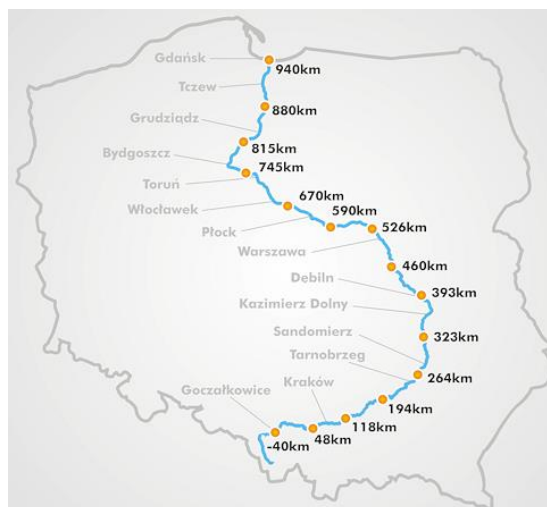 Gdańsk
940km
Tczew
880km
Grudziądz
815km
Bydgoszcz
745km
Toruń
670km
Włocławek
590km
Płock
526km
Warszawa
460km
Debiln
393km
Kazimierz Dolny
323km
Sandomierz
Tarnobrzeg
264km
Kraków
194km
Goczałkowice
118km
48km
-40km